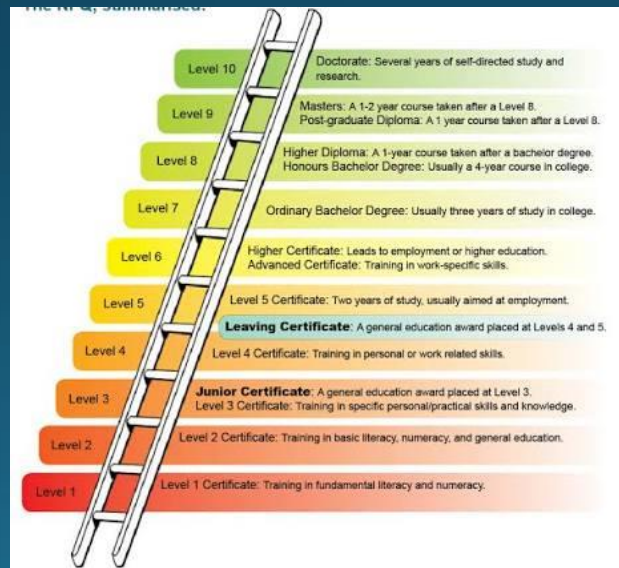 The NFQ, Summarised:
Level 10
Doctorate: Several years of self-directed study and
research.
Level 9
Masters: A 1-2 year course taken after a Level 8.
Post-graduate Diploma: A 1 year course taken after a Level 8.
Level 8
Higher Diploma: A 1-year course taken after a bachelor degree.
Honours Bachelor Degree: Usually a 4-year course in college.
Level 7
Ordinary Bachelor Degree: Usually three years of study in college.
Level 6
Higher Certificate: Leads to employment or higher education.
Advanced Certificate: Training in work-specific skills.
Level 5
Level 5 Certificate: Two years of study, usually aimed at employment.
Leaving Certificate: A general education award placed at Levels 4 and 5.
Level 4
Level 4 Certificate: Training in personal or work related skills.
Level 3
Junior Certificate: A general education award placed at Level 3.
Level 3 Certificate: Training in specific personal/practical skills and knowledge.
Level 2
Level 2 Certificate: Training in basic literacy, numeracy, and general education.
Level 1
Level 1 Certificate: Training in fundamental literacy and numeracy.